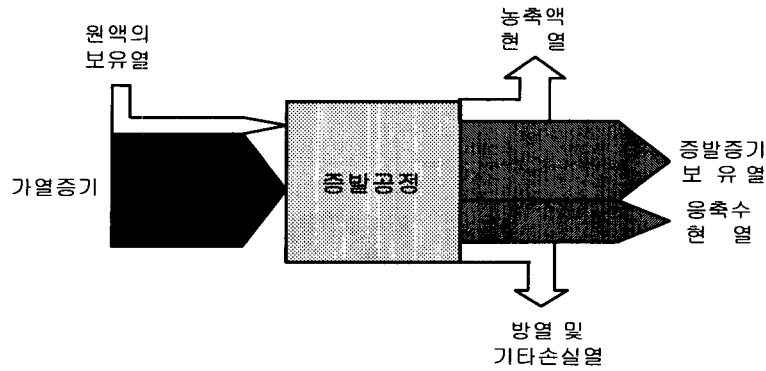 원액의
보유열
가열증기
증발공정
농축액
현 열
증발증기
보 유 열
응축수
현 열
방열 및
기타손실열